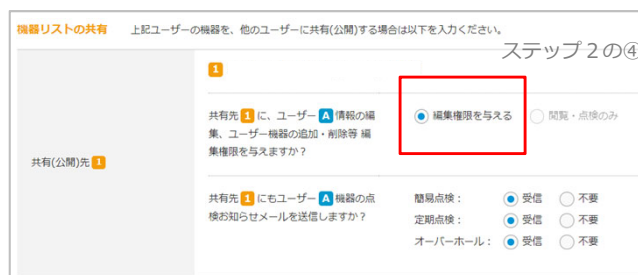 機器リストの共有 上記ユーザーの機器を、他のユーザーに共有(公開)する場合は以下を入力ください。
ステップ２の④
1
共有先 1 に、ユーザー A 情報の編
集、ユーザー機器の追加・削除等 編
集権限を与えますか？
編集権限を与える 閲覧・点検のみ
共有(公開)先 1
共有先 1 にもユーザー A 機器の点
検お知らせメールを送信しますか？
簡易点検： 受信 不要
定期点検： 受信 不要
オーバーホール： 受信 不要